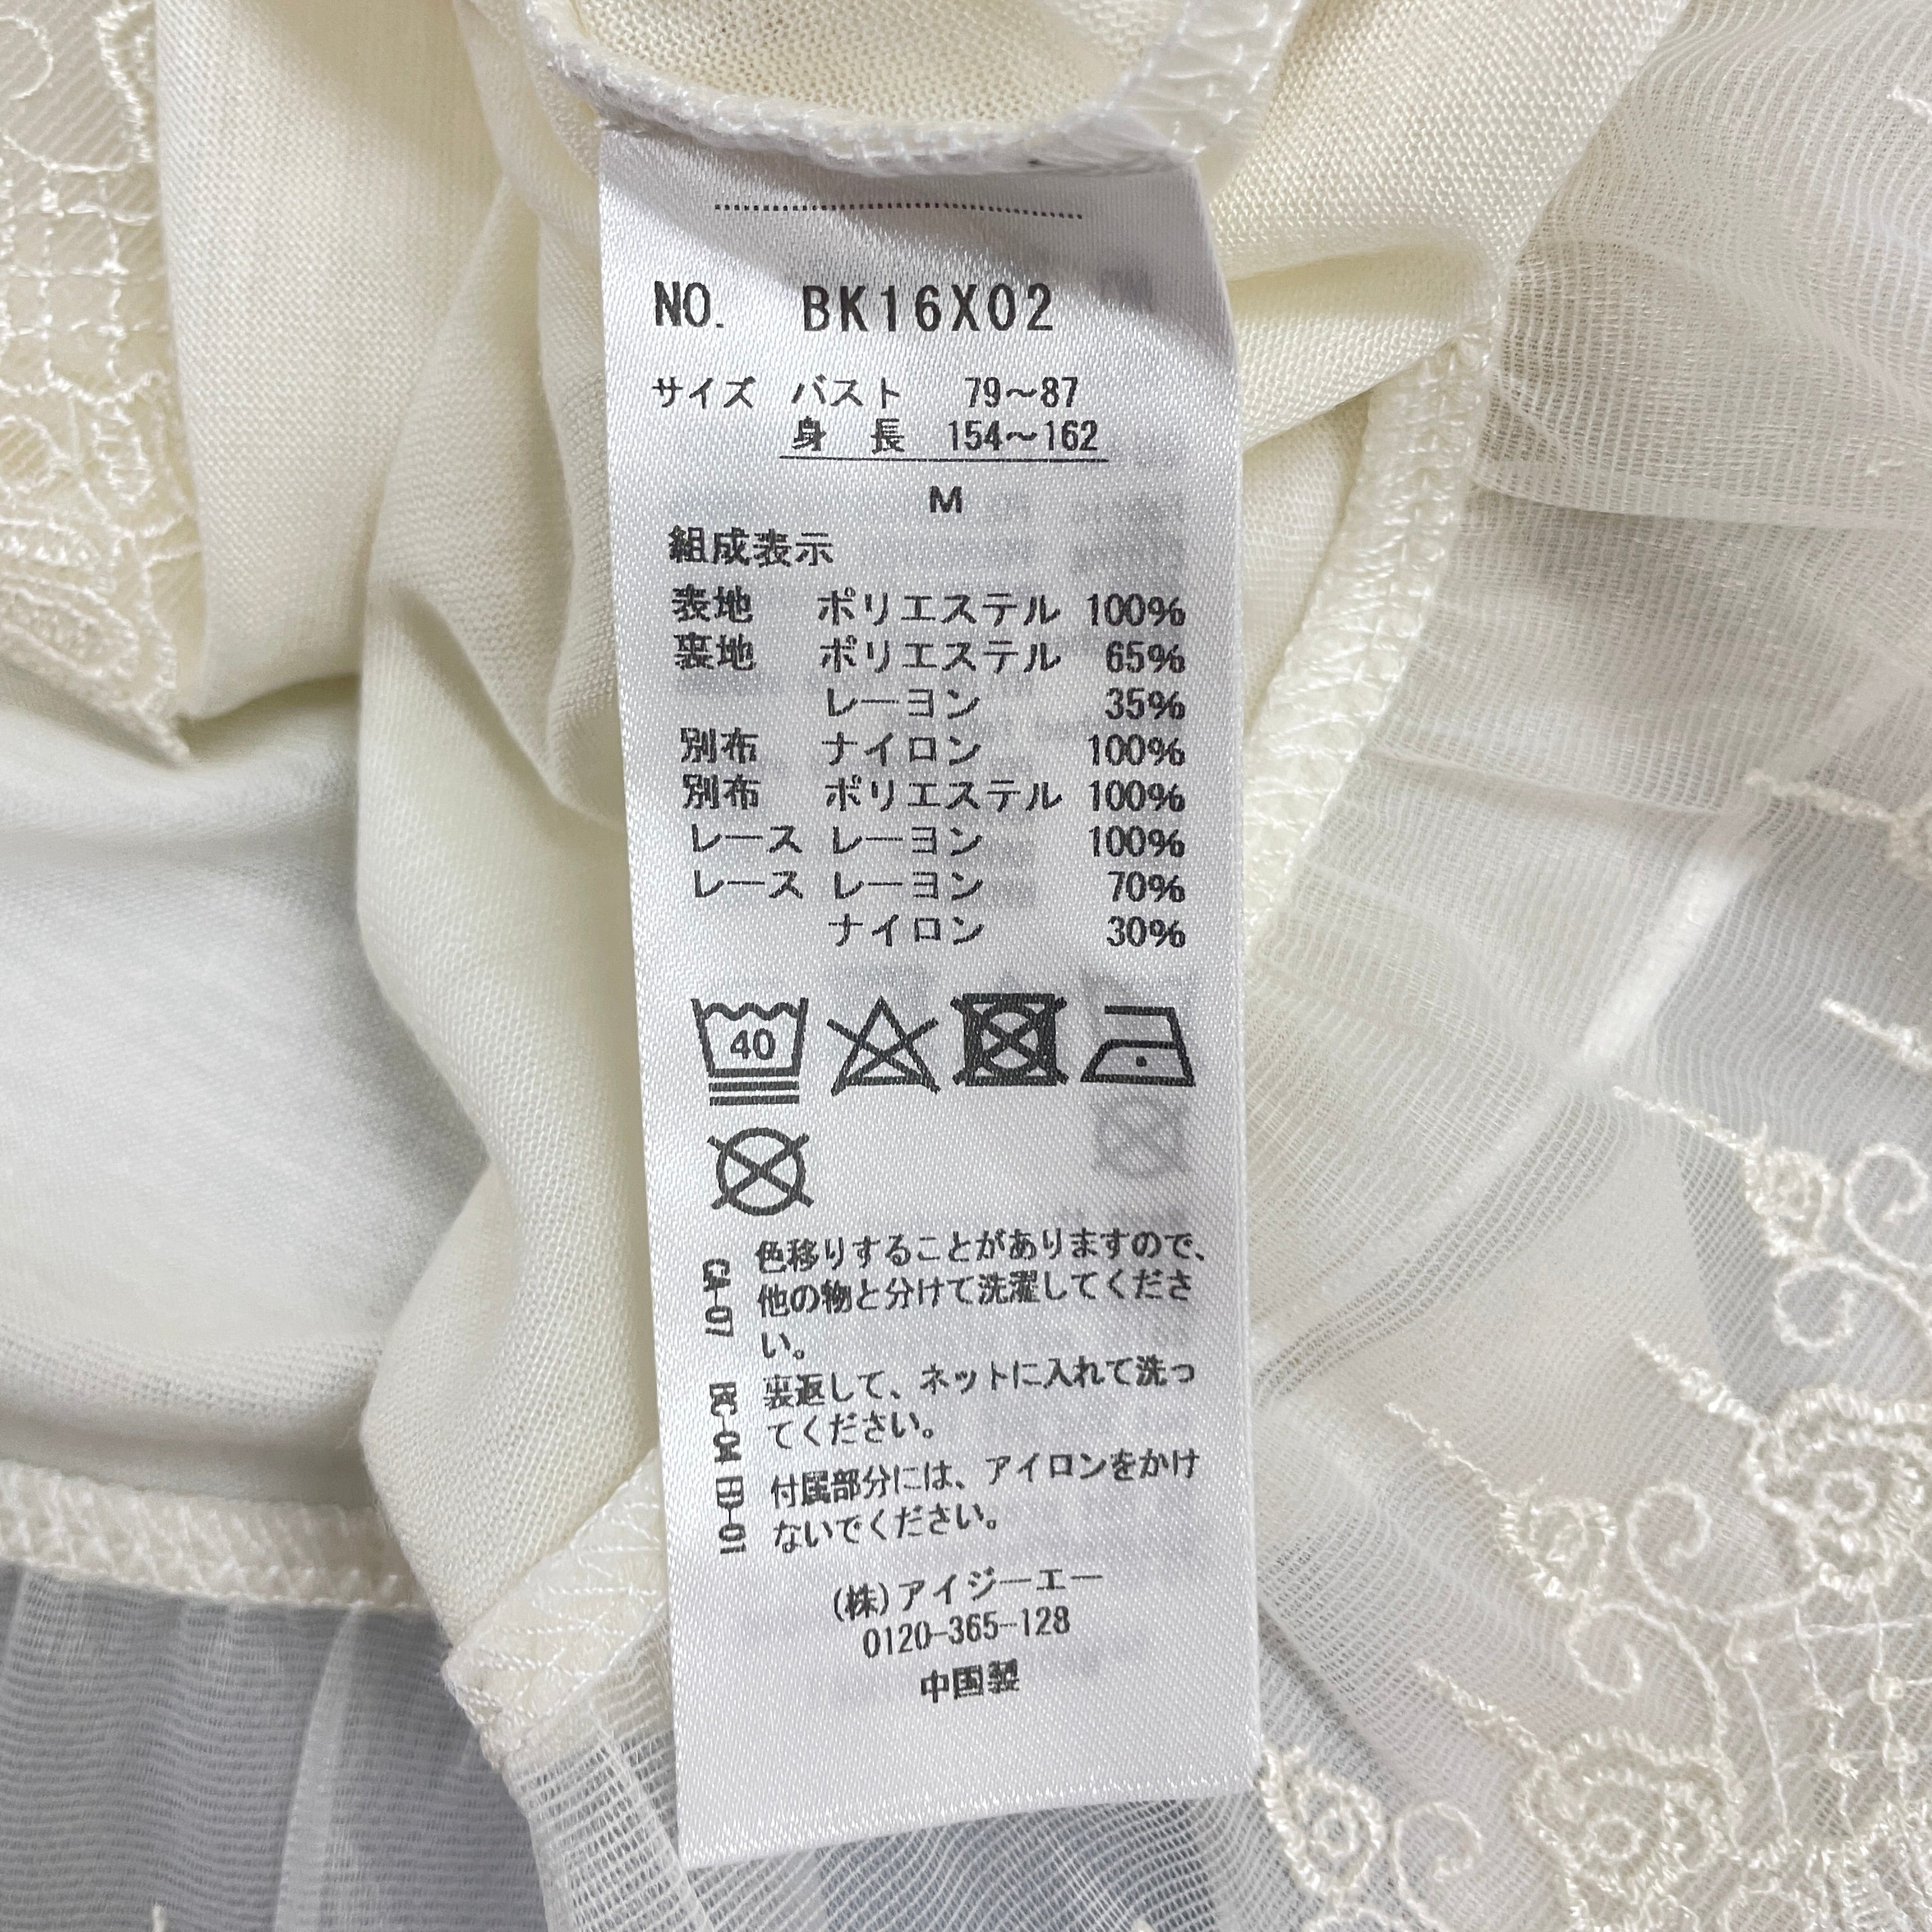 NO. BK16X02
サイズ バスト 79～87
身 長 154～162
M
組成表示
表地 ポリエステル 100%
裏地 ポリエステル 65%
レーヨン 35%
別布 ナイロン 100%
別布 ポリエステル 100%
レース レーヨン 100%
レース レーヨン 70%
ナイロン 30%
40
CA-07 色移りすることがありますので、
他の物と分けて洗濯してくださ
い。
BC-04 裏返して、ネットに入れて洗っ
てください。
ED-01 付属部分には、アイロンをかけ
ないでください。
(株)アイジーエー
0120-365-128
中国製